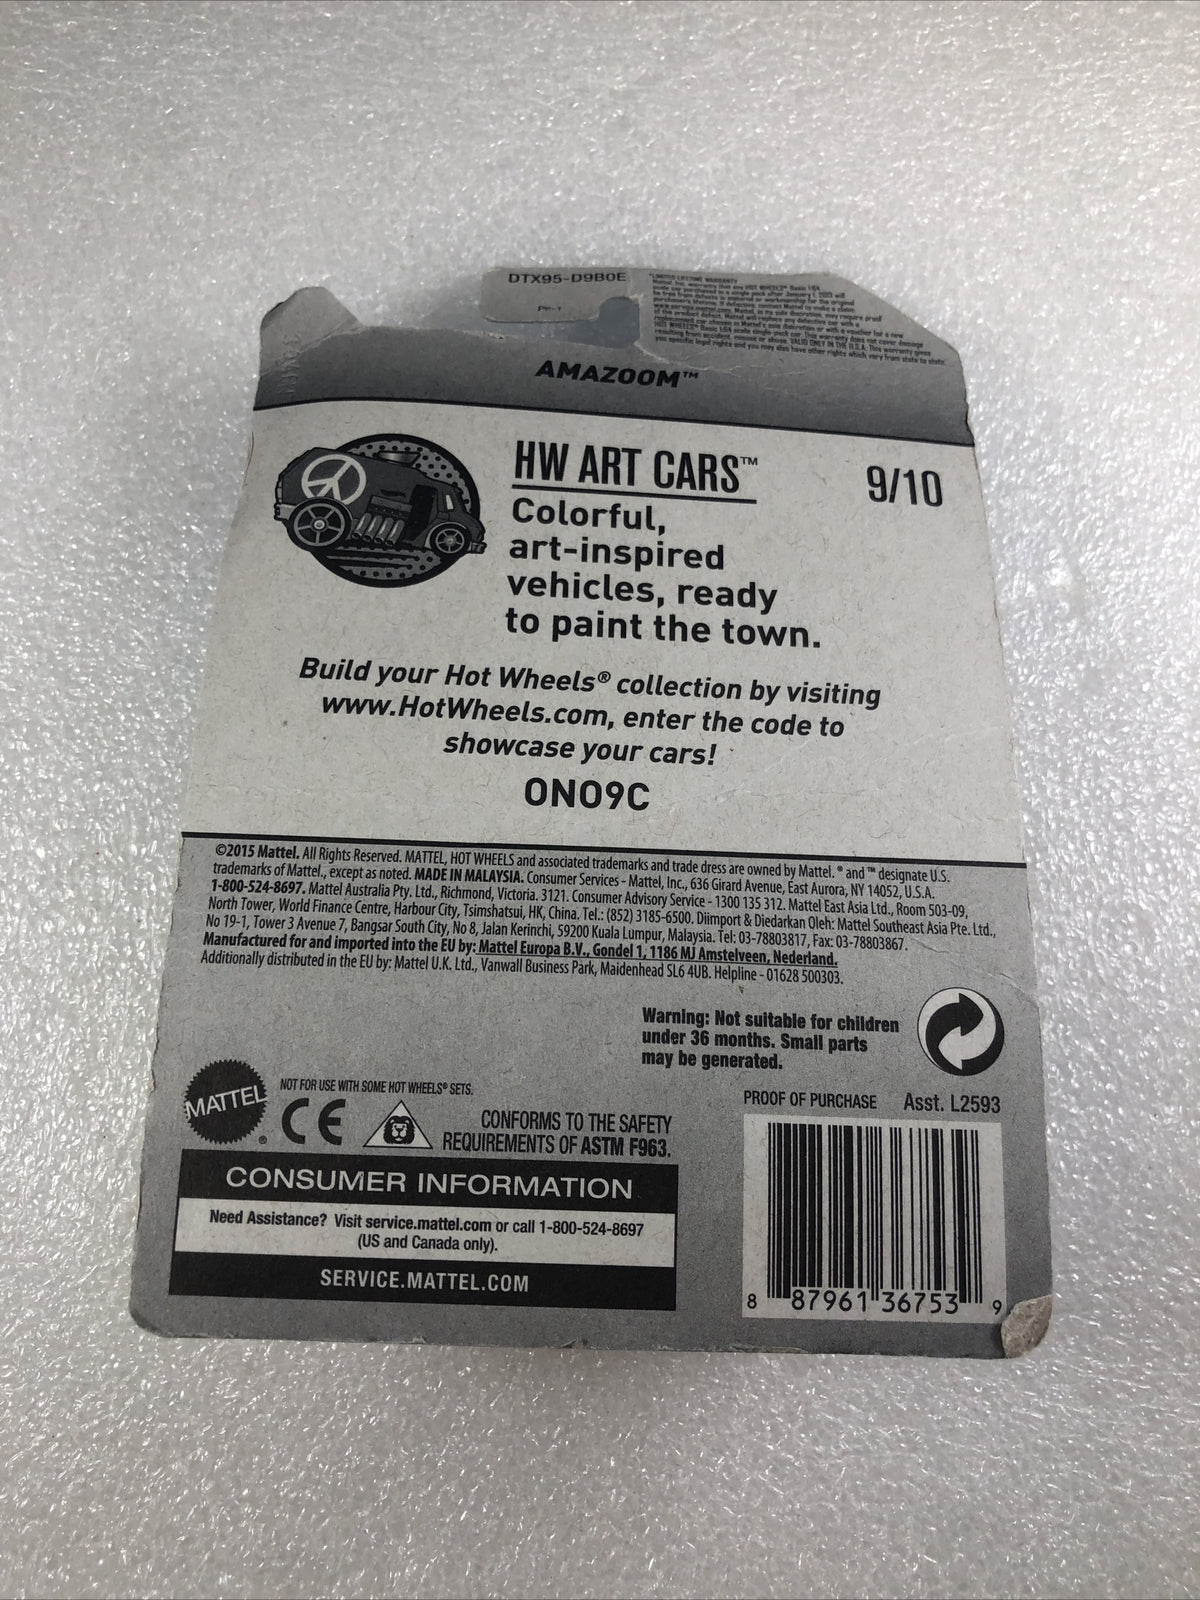 DTX95-D9B0E
*LIMITED LIFETIME WARRANTY
AMAZOOM™
HW ART CARS™
9/10
Colorful,
art-inspired
vehicles, ready
to paint the town.
Build your Hot Wheels® collection by visiting
www.HotWheels.com, enter the code to
showcase your cars!
ON09C
©2015 Mattel. All Rights Reserved. MATTEL, HOT WHEELS and associated trademarks and trade dress are owned by Mattel. ® and ™ designate U.S.
trademarks of Mattel., except as noted. MADE IN MALAYSIA. Consumer Services - Mattel, Inc., 636 Girard Avenue, East Aurora, NY 14052, U.S.A.
1-800-524-8697. Mattel Australia Pty. Ltd., Richmond, Victoria. 3121. Consumer Advisory Service - 1300 135 312. Mattel East Asia Ltd., Room 503-09,
North Tower, World Finance Centre, Harbour City, Tsimshatsui, HK, China. Tel.: (852) 3185-6500. Diimport & Diedarkan Oleh: Mattel Southeast Asia Pte. Ltd.,
No 19-1, Tower 3 Avenue 7, Bangsar South City, No 8, Jalan Kerinchi, 59200 Kuala Lumpur, Malaysia. Tel: 03-78803817, Fax: 03-78803867.
Manufactured for and imported into the EU by: Mattel Europa B.V., Gondel 1, 1186 MJ Amstelveen, Nederland.
Additionally distributed in the EU by: Mattel U.K. Ltd., Vanwall Business Park, Maidenhead SL6 4UB. Helpline - 01628 500303.
Warning: Not suitable for children
under 36 months. Small parts
may be generated.
MATTEL®
NOT FOR USE WITH SOME HOT WHEELS® SETS.
CE
CONFORMS TO THE SAFETY
REQUIREMENTS OF ASTM F963.
PROOF OF PURCHASE Asst. L2593
CONSUMER INFORMATION
Need Assistance? Visit service.mattel.com or call 1-800-524-8697
(US and Canada only).
SERVICE.MATTEL.COM
8 87961 36753 9